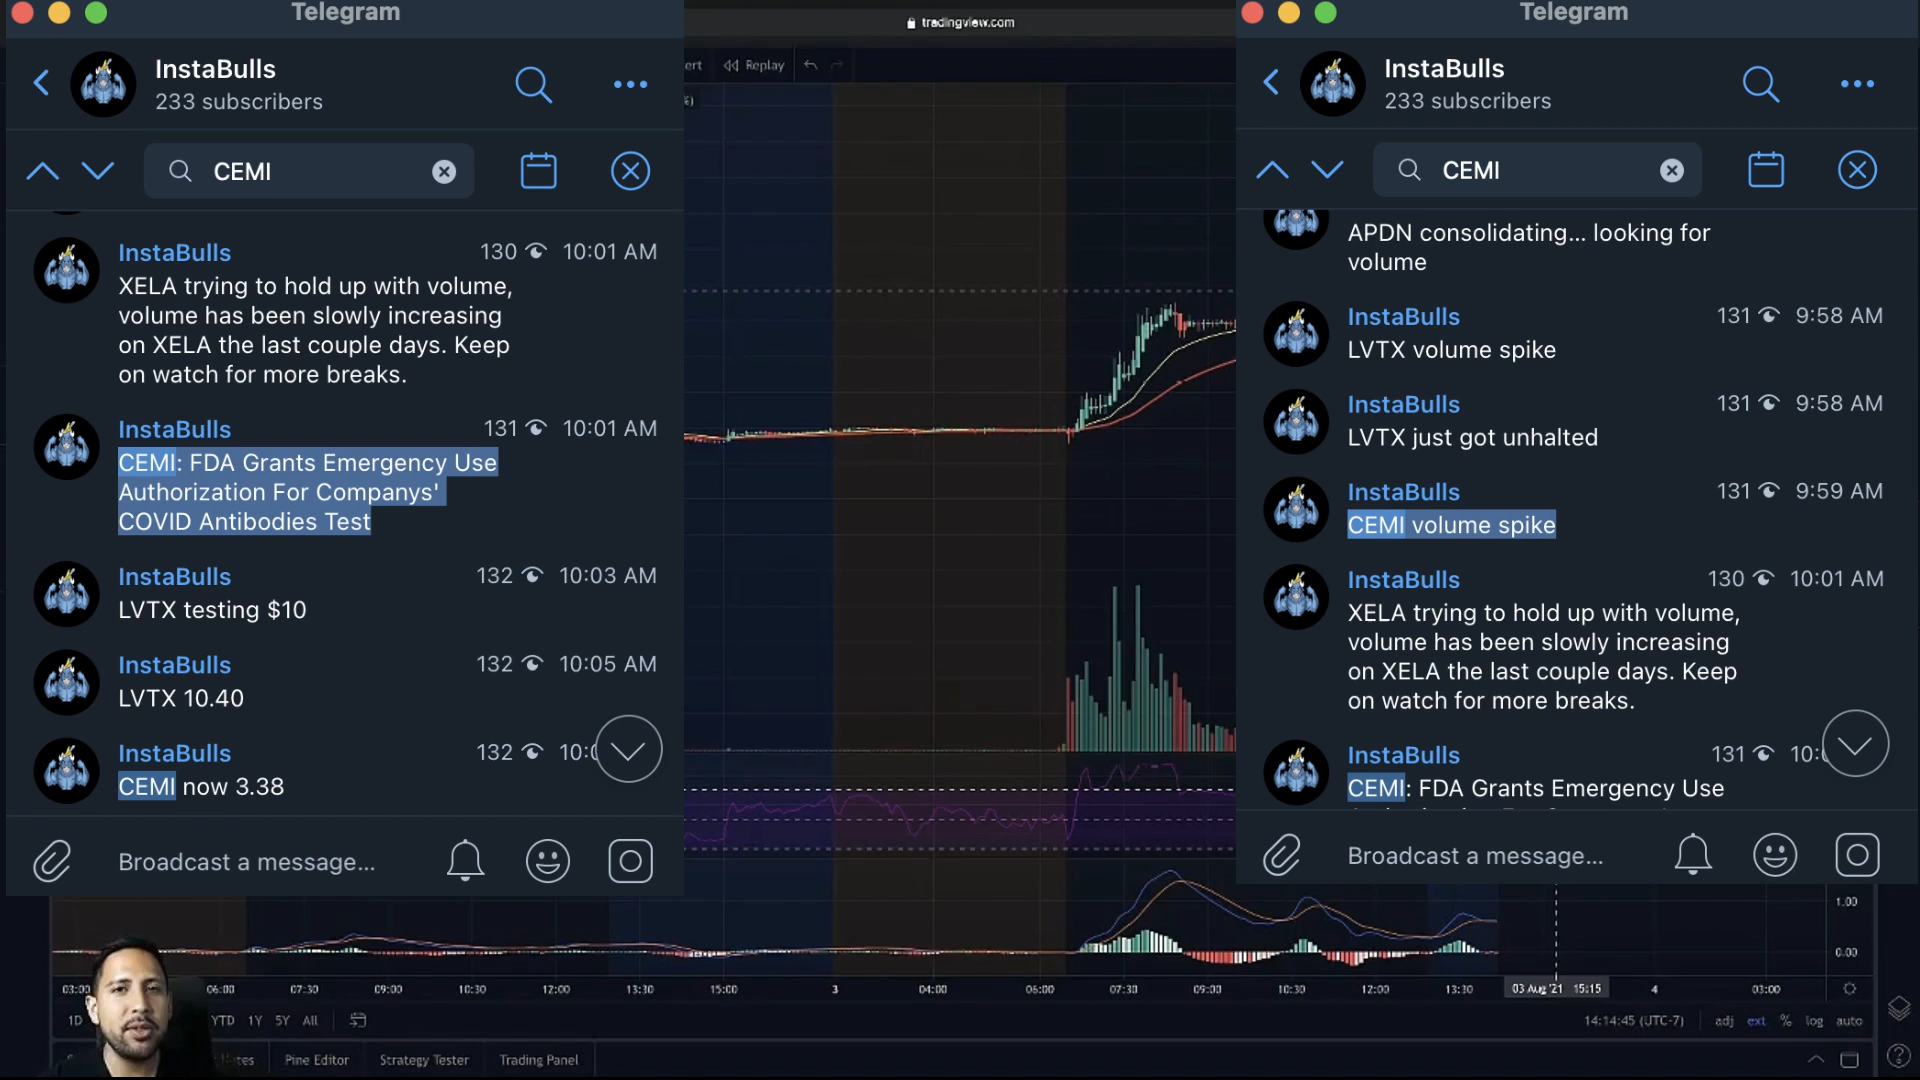 Telegram
InstaBulls
233 subscribers
CEMI
InstaBulls 130 10:01 AM
XELA trying to hold up with volume,
volume has been slowly increasing
on XELA the last couple days. Keep
on watch for more breaks.
InstaBulls 131 10:01 AM
CEMI: FDA Grants Emergency Use
Authorization For Companys'
COVID Antibodies Test
InstaBulls 132 10:03 AM
LVTX testing $10
InstaBulls 132 10:05 AM
LVTX 10.40
InstaBulls 132
CEMI now 3.38
Broadcast a message...
tradingview.com
Replay
Telegram
InstaBulls
233 subscribers
CEMI
APDN consolidating... looking for
volume
InstaBulls 131 9:58 AM
LVTX volume spike
InstaBulls 131 9:58 AM
LVTX just got unhalted
InstaBulls 131 9:59 AM
CEMI volume spike
InstaBulls 130 10:01 AM
XELA trying to hold up with volume,
volume has been slowly increasing
on XELA the last couple days. Keep
on watch for more breaks.
InstaBulls 131
CEMI: FDA Grants Emergency Use
Broadcast a message...
1.00
0.00
03:00 06:00 07:30 09:00 10:30 12:00 13:30 15:00 3 04:00 06:00 07:30 09:00 10:30 12:00 13:30 03 Aug '21 15:15 4 03:00
1D YTD 1Y 5Y All 14:14:45 (UTC-7) adj ext % log auto
Pine Editor Strategy Tester Trading Panel